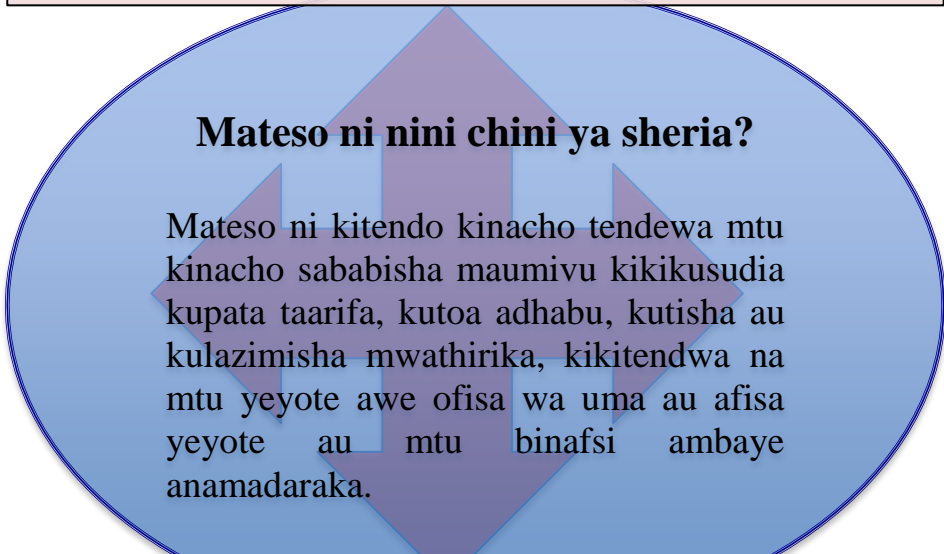 Mateso ni nini chini ya sheria?
Mateso ni kitendo kinacho tendewa mtu
kinacho sababisha maumivu kikikusudia
kupata taarifa, kutoa adhabu, kutisha au
kulazimisha mwathirika, kikitendwa na
mtu yeyote awe ofisa wa uma au afisa
yeyote au mtu binafsi ambaye
anamadaraka.